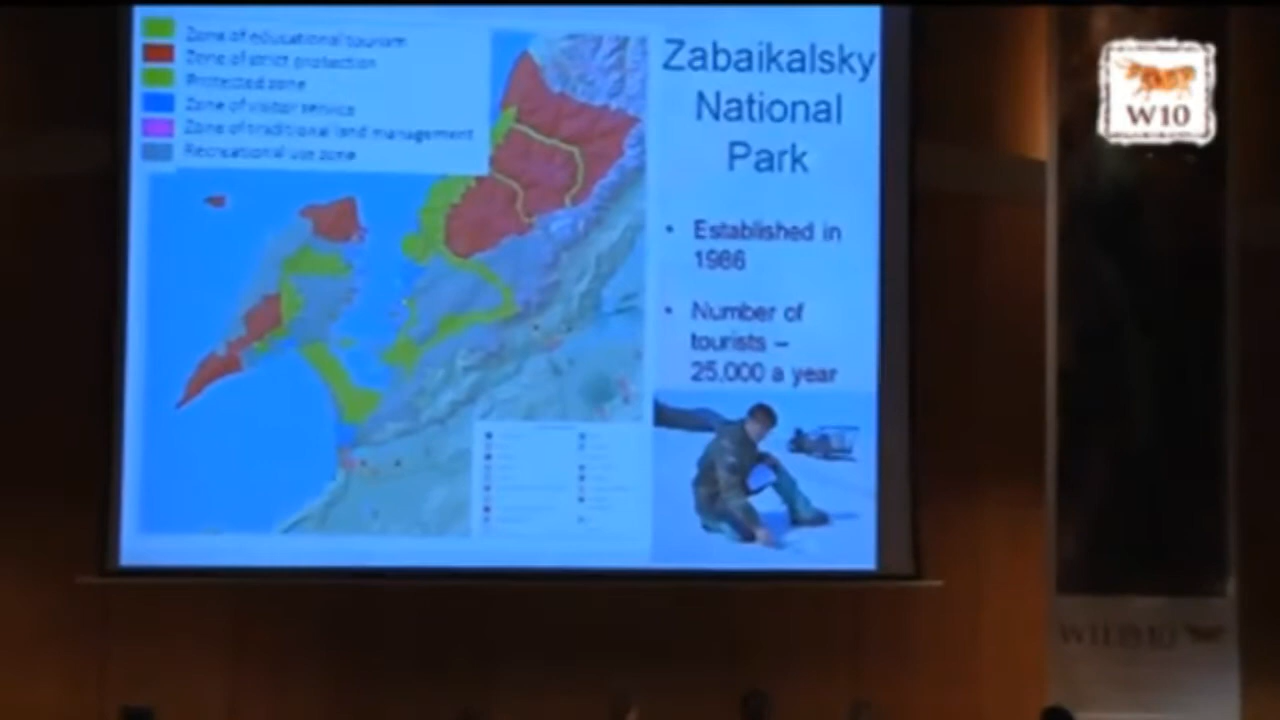 Zone of educational tourism
Zone of strict protection
Protected zone
Zone of visitor service
Zone of traditional land management
Recreational use zone
Zabaikalsky
National
Park
• Established in
1986
• Number of
tourists –
25,000 a year
W10